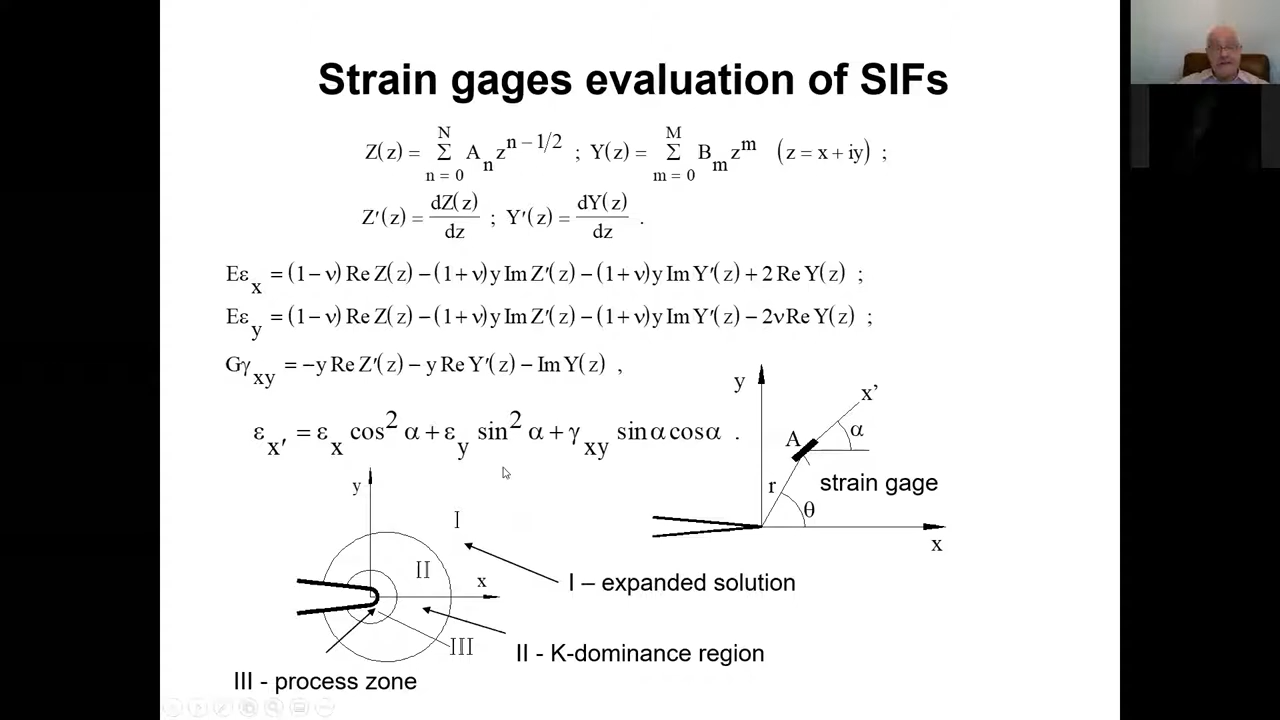 Strain gages evaluation of SIFs
Z(z) = Σ_{n = 0}^{N} A_n z^{n – 1/2} ; Y(z) = Σ_{m = 0}^{M} B_m z^m (z = x + iy) ;
Z′(z) = dZ(z)/dz ; Y′(z) = dY(z)/dz .
Eε_x = (1 – ν) Re Z(z) – (1 + ν)y Im Z′(z) – (1 + ν)y Im Y′(z) + 2 Re Y(z) ;
Eε_y = (1 – ν) Re Z(z) – (1 + ν)y Im Z′(z) – (1 + ν)y Im Y′(z) – 2ν Re Y(z) ;
Gγ_xy = –y Re Z′(z) – y Re Y′(z) – Im Y(z) ,
ε_x′ = ε_x cos² α + ε_y sin² α + γ_xy sinα cosα .
y
x'
α
A
strain gage
r
θ
x
y
I
II
x
III
I – expanded solution
II - K-dominance region
III - process zone